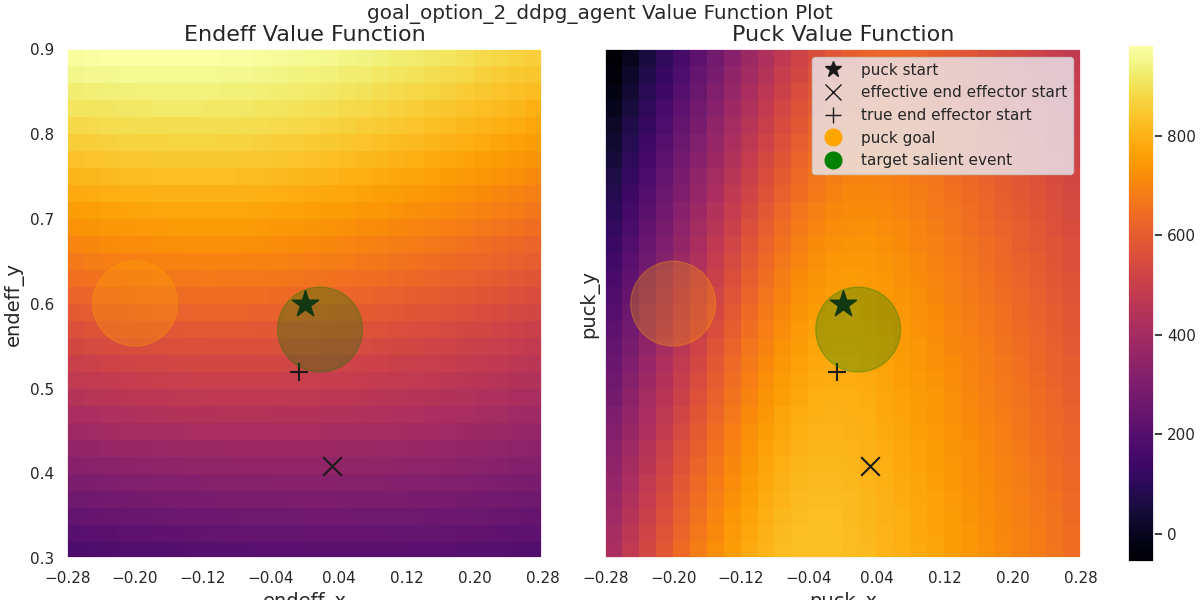 goal_option_2_ddpg_agent Value Function Plot
Endeff Value Function
Puck Value Function
0.9
0.8
0.7
0.6
0.5
0.4
0.3
endeff_y
−0.28 −0.20 −0.12 −0.04 0.04 0.12 0.20 0.28
endeff_x
puck start
effective end effector start
true end effector start
puck goal
target salient event
puck_y
−0.28 −0.20 −0.12 −0.04 0.04 0.12 0.20 0.28
puck_x
800
600
400
200
0